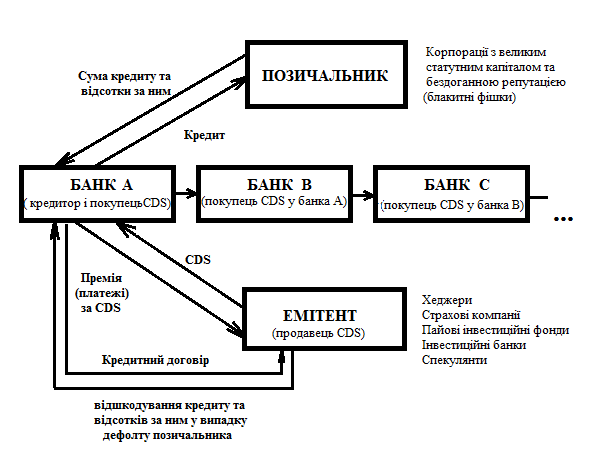 ПОЗИЧАЛЬНИК
Корпорації з великим
статутним капіталом та
бездоганною репутацією
(блакитні фішки)
Сума кредиту та
відсотки за ним
Кредит
БАНК А
( кредитор і покупецьCDS)
БАНК В
(покупець CDS у банка А)
БАНК С
(покупець CDS у банка В)
...
CDS
Премія
(платежі)
за CDS
ЕМІТЕНТ
(продавець CDS)
Хеджери
Страхові компанії
Пайові інвестиційні фонди
Інвестиційні банки
Спекулянти
Кредитний договір
відшкодування кредиту та
відсотків за ним у випадку
дефолту позичальника